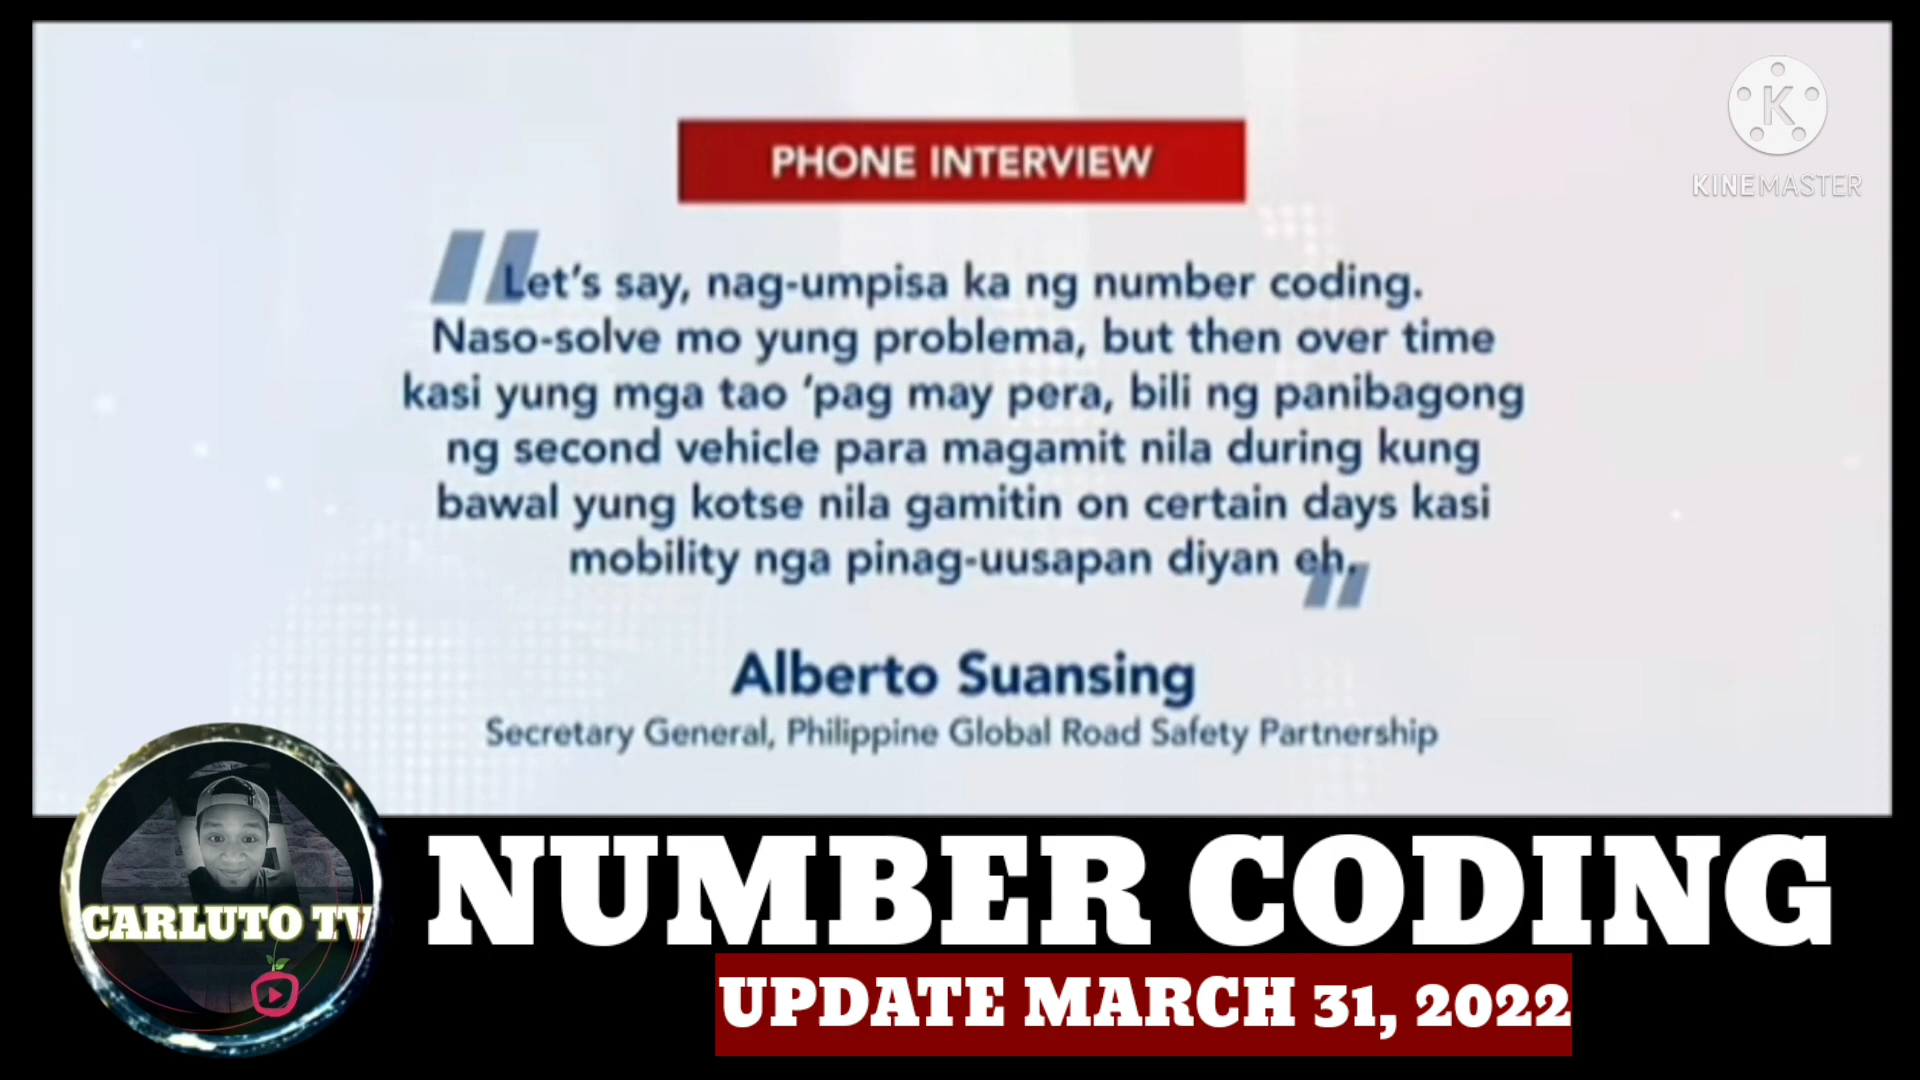 PHONE INTERVIEW
KINEMASTER
"Let's say, nag-umpisa ka ng number coding.
Naso-solve mo yung problema, but then over time
kasi yung mga tao 'pag may pera, bili ng panibagong
ng second vehicle para magamit nila during kung
bawal yung kotse nila gamitin on certain days kasi
mobility nga pinag-uusapan diyan eh."
Alberto Suansing
Secretary General, Philippine Global Road Safety Partnership
CARLUTO TV
NUMBER CODING
UPDATE MARCH 31, 2022